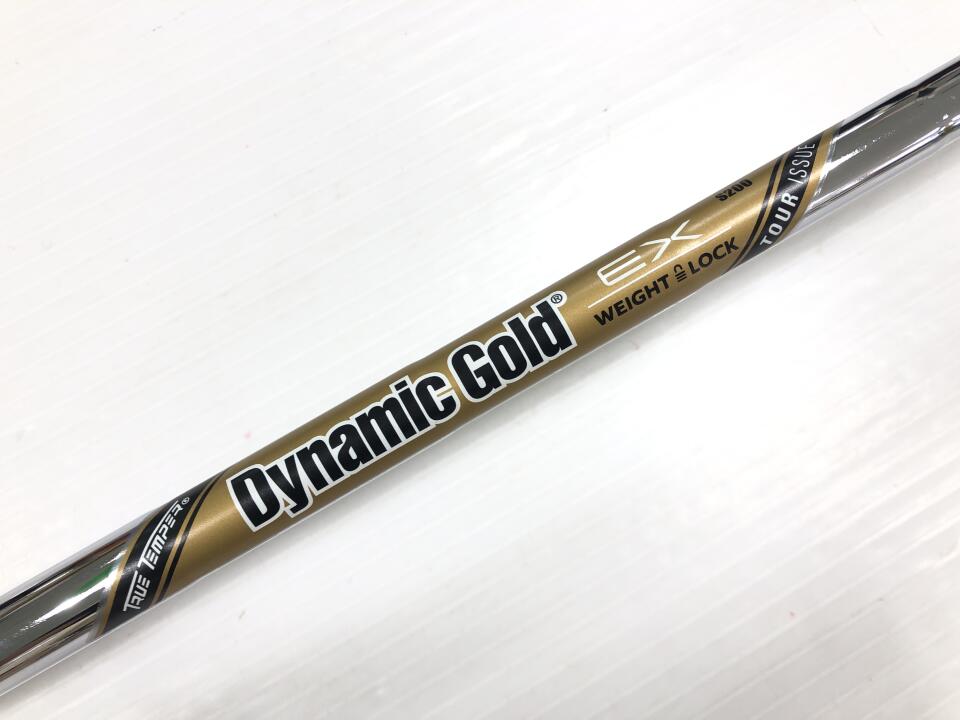 TRUE TEMPER®
Dynamic Gold®
EX
WEIGHT LOCK
S200
TOUR ISSUE